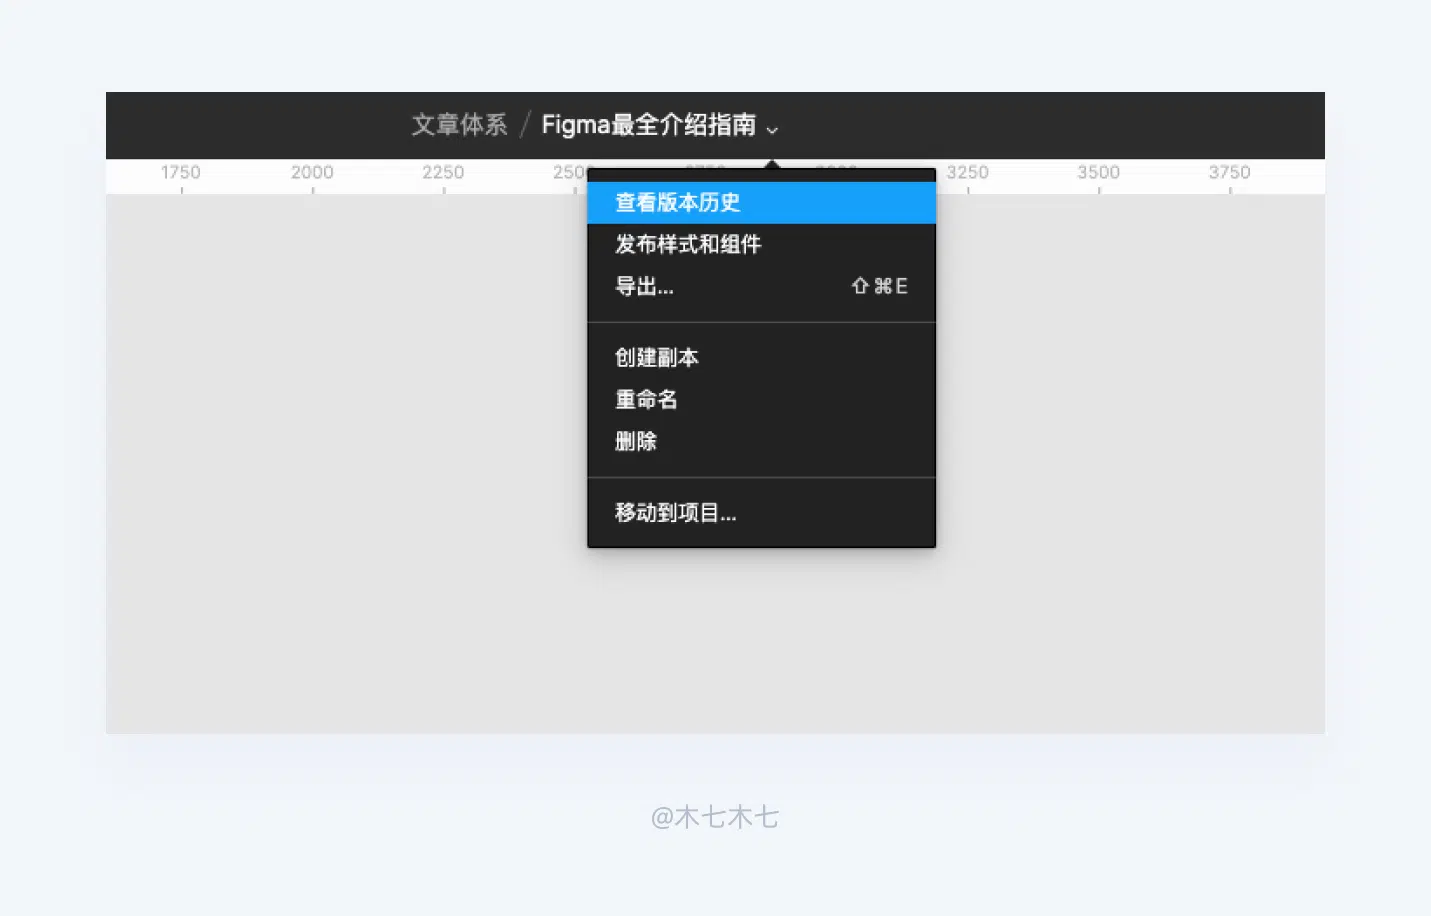 文章体系 / Figma最全介绍指南
1750 2000 2250 3250 3500 3750
查看版本历史
发布样式和组件
导出... ⇧⌘E
创建副本
重命名
删除
移动到项目...
@木七木七